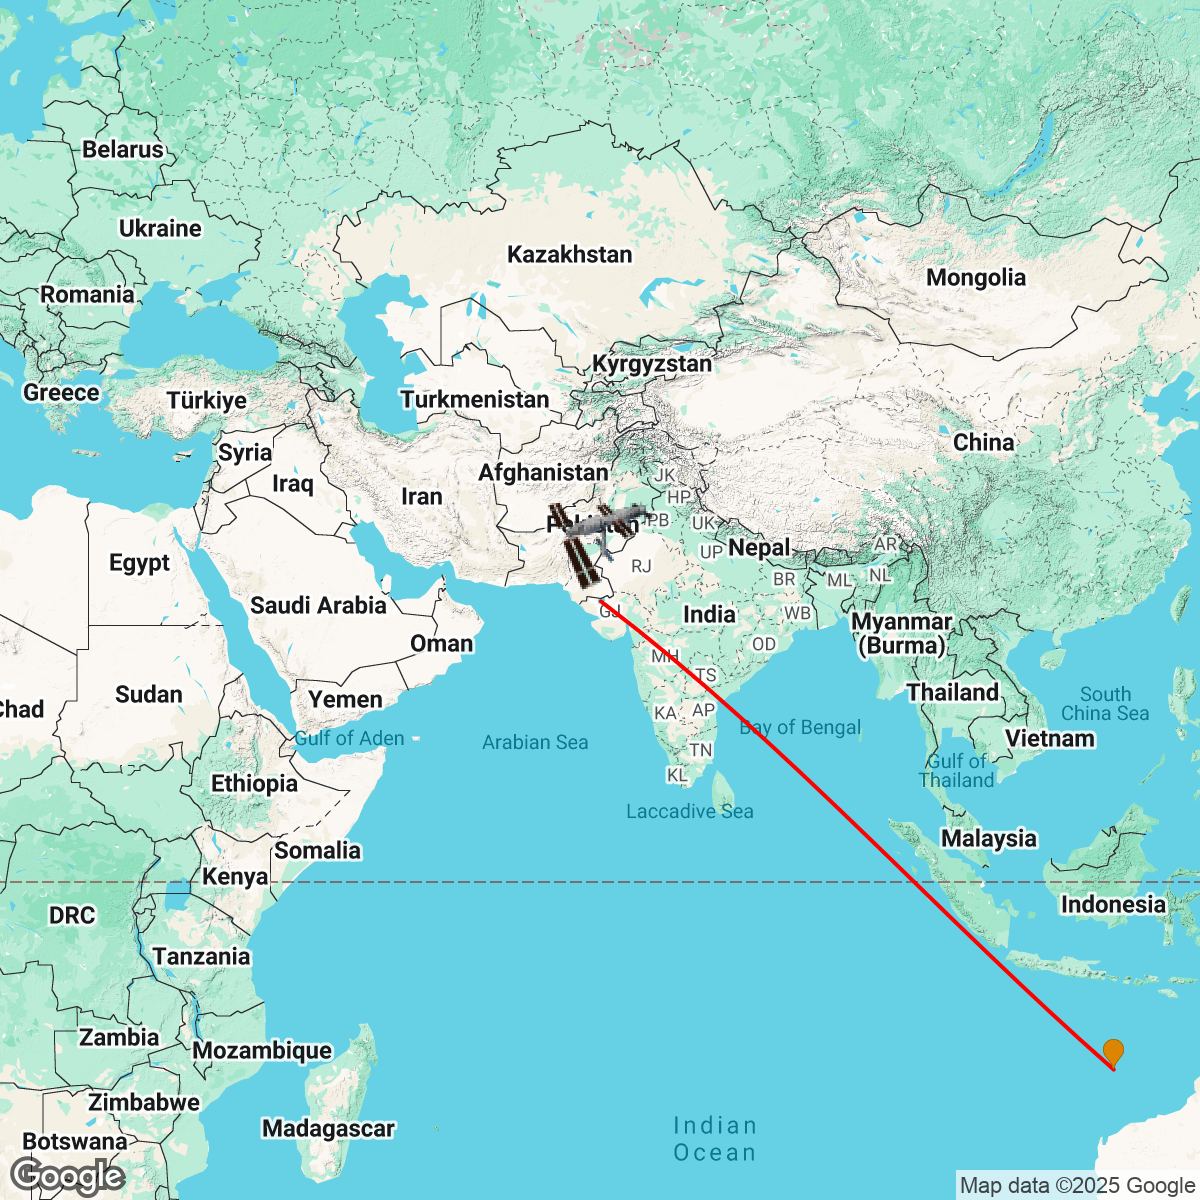 Belarus
Ukraine
Kazakhstan
Mongolia
Romania
Kyrgyzstan
Greece
Türkiye
Turkmenistan
China
Syria
Afghanistan
JK
Iraq
Iran
HP
Pakistan
PB
UK
Nepal
AR
UP
Egypt
RJ
BR
ML
NL
Saudi Arabia
GJ
India
WB
Myanmar
(Burma)
Oman
OD
MH
TS
Sudan
Yemen
Thailand
South
China Sea
Chad
KA
AP
Gulf of Aden
Arabian Sea
Bay of Bengal
Vietnam
TN
Gulf of
Thailand
KL
Ethiopia
Laccadive Sea
Malaysia
Somalia
Kenya
DRC
Indonesia
Tanzania
Zambia
Mozambique
Zimbabwe
Madagascar
Indian
Ocean
Botswana
Google
Map data ©2025 Google